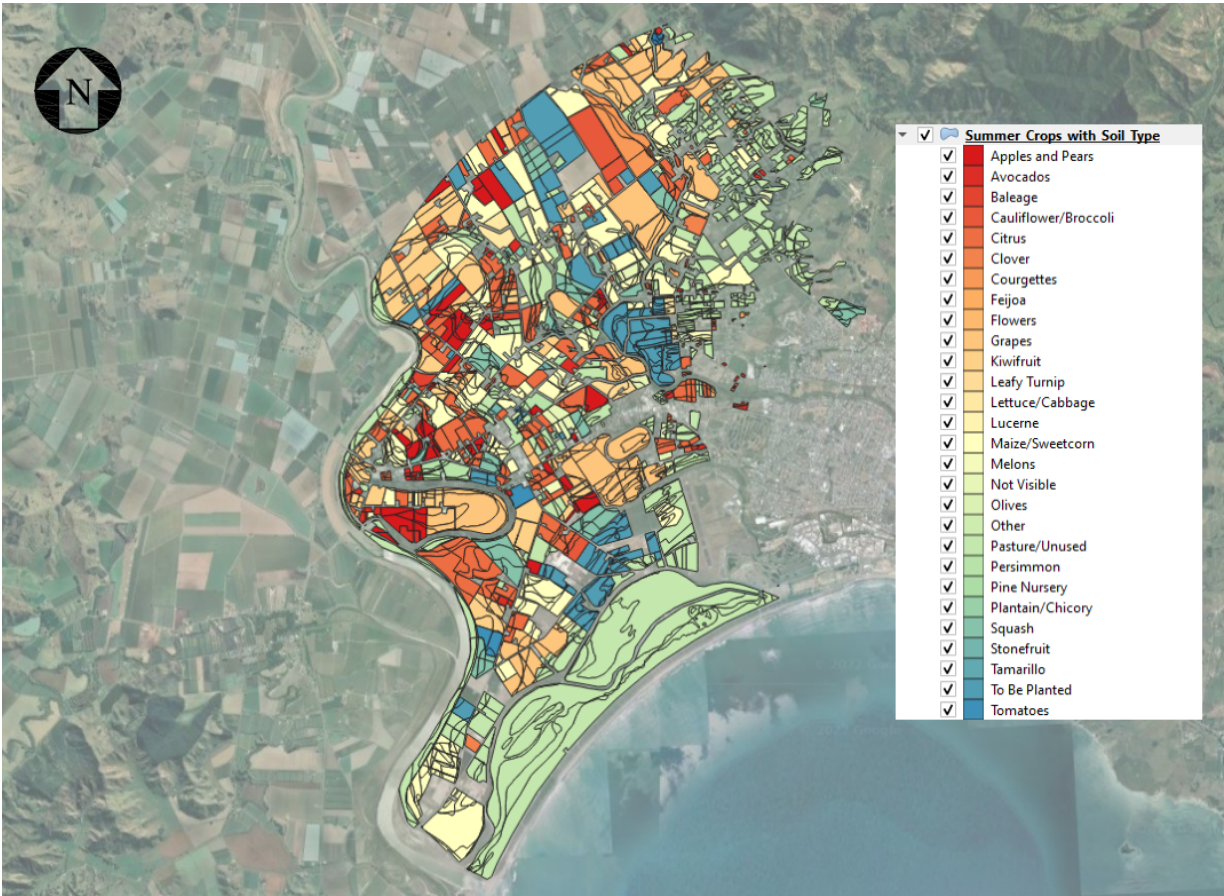 N
Summer Crops with Soil Type
Apples and Pears
Avocados
Baleage
Cauliflower/Broccoli
Citrus
Clover
Courgettes
Feijoa
Flowers
Grapes
Kiwifruit
Leafy Turnip
Lettuce/Cabbage
Lucerne
Maize/Sweetcorn
Melons
Not Visible
Olives
Other
Pasture/Unused
Persimmon
Pine Nursery
Plantain/Chicory
Squash
Stonefruit
Tamarillo
To Be Planted
Tomatoes